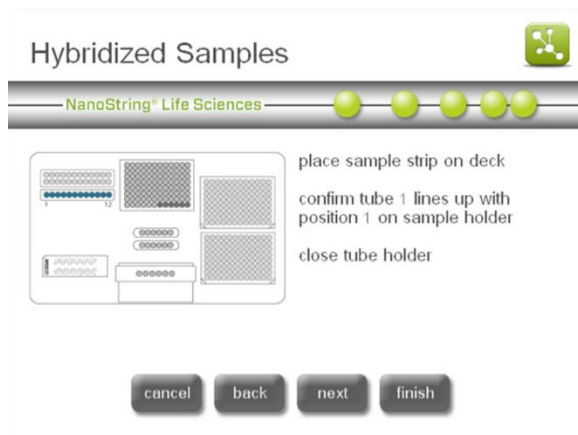 Hybridized Samples
NanoString® Life Sciences
place sample strip on deck
confirm tube 1 lines up with
position 1 on sample holder
close tube holder
1 12
cancel back next finish